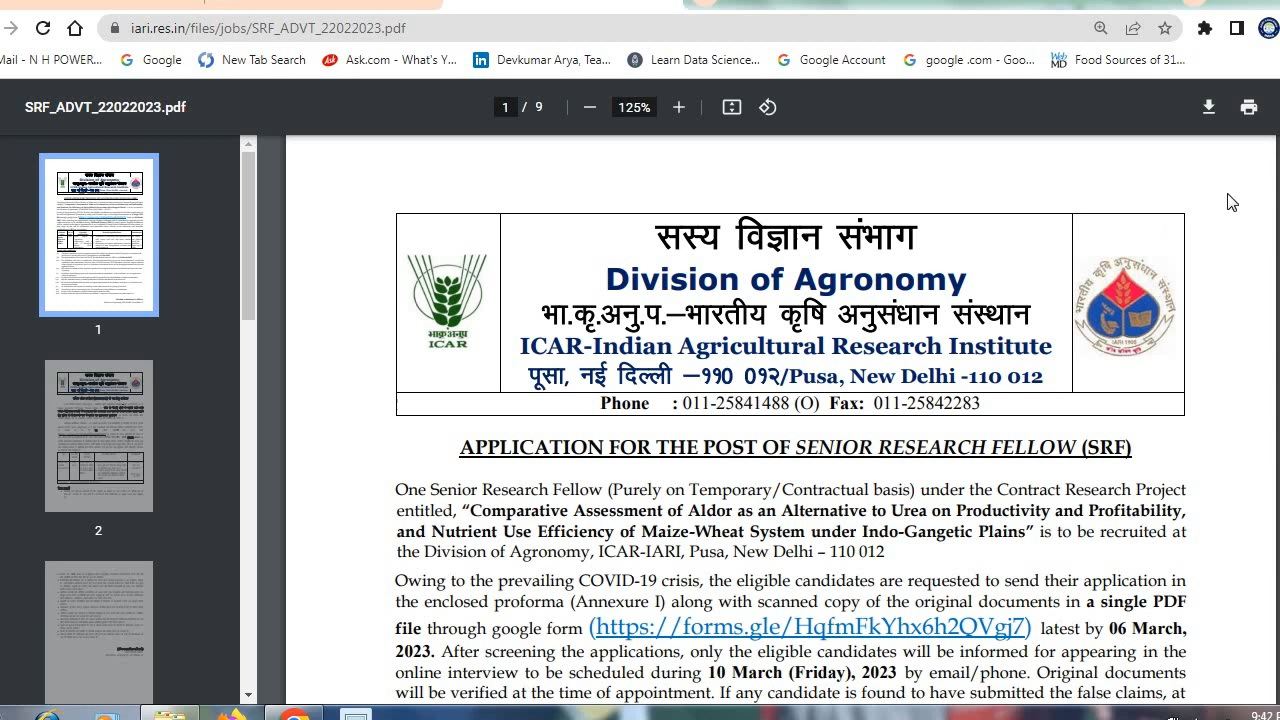 iari.res.in/files/jobs/SRF_ADVT_22022023.pdf
Mail - N H POWER... Google New Tab Search Ask.com - What's Y... Devkumar Arya, Tea... Learn Data Science... Google Account google .com - Goo... Web MD Food Sources of 31...
SRF_ADVT_22022023.pdf 1 / 9 125%
1
2
सस्य विज्ञान संभाग
Division of Agronomy
भा.कृ.अनु.प.–भारतीय कृषि अनुसंधान संस्थान
ICAR-Indian Agricultural Research Institute
पूसा, नई दिल्ली –११० ०१२/Pusa, New Delhi -110 012
भाकृअनुप
ICAR
भारतीय कृषि अनुसंधान संस्थान
IARI 1905
Phone : 011-25841488 (O) Fax: 011-25842283
APPLICATION FOR THE POST OF SENIOR RESEARCH FELLOW (SRF)
One Senior Research Fellow (Purely on Temporary/Contractual basis) under the Contract Research Project
entitled, “Comparative Assessment of Aldor as an Alternative to Urea on Productivity and Profitability,
and Nutrient Use Efficiency of Maize-Wheat System under Indo-Gangetic Plains” is to be recruited at
the Division of Agronomy, ICAR-IARI, Pusa, New Delhi – 110 012
Owing to the prevailing COVID-19 crisis, the eligible candidates are requested to send their application in
the enclosed proforma (Annexure I) along with scanned copy of the original documents in a single PDF
file through google form (https://forms.gle/HqfmFkYhx6h2QVgj7) latest by 06 March,
2023. After screening the applications, only the eligible candidates will be informed for appearing in the
online interview to be scheduled during 10 March (Friday), 2023 by email/phone. Original documents
will be verified at the time of appointment. If any candidate is found to have submitted the false claims, at